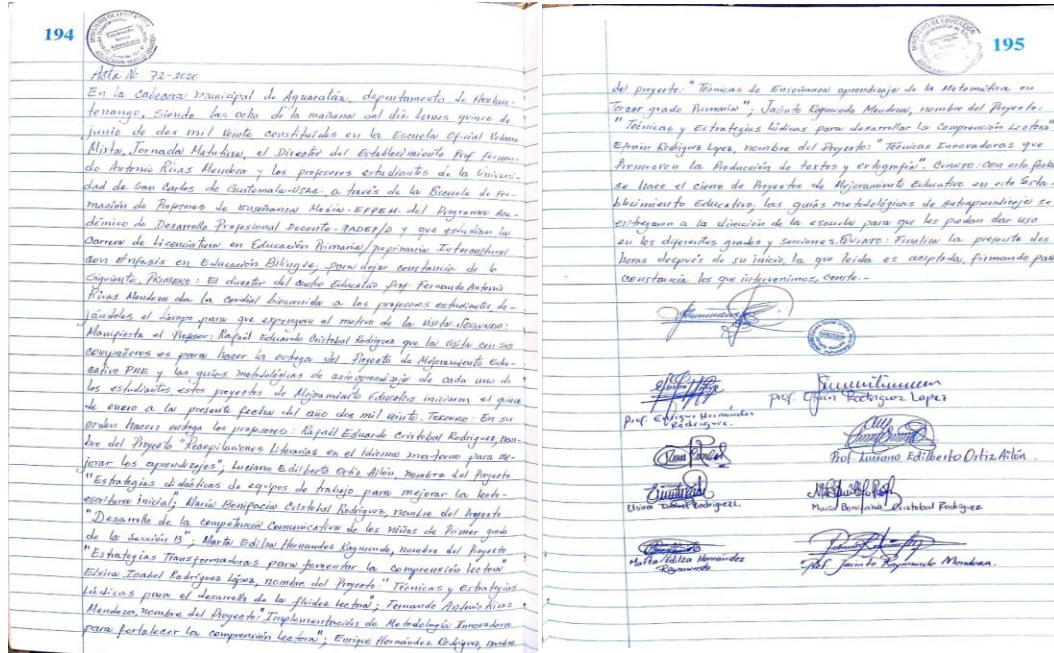 194
Acta No. 72-2020
En la cabecera municipal de Aguacatán, departamento de Huehue-
tenango, siendo las ocho de la mañana del día lunes quince de
junio de dos mil veinte constituidos en la Escuela Oficial Urbana
Mixta, Jornada Matutina, el Director del Establecimiento Prof. Fernan-
do Antonio Rivas Mendoza y los profesores estudiantes de la Universi-
dad de San Carlos de Guatemala-USAC- a través de la Escuela de For-
mación de Profesores de Enseñanza Media-EFPEM- del Programa Aca-
démico de Desarrollo Profesional Docente-PADEP/D y que estudian la
Carrera de Licenciatura en Educación Primaria/preprimaria Intercultural
con énfasis en Educación Bilingüe, para dejar constancia de lo
siguiente, PRIMERO: El director del centro Educativo prof. Fernando Antonio
Rivas Mendoza da la cordial bienvenida a los profesores estudiantes de-
jándoles el tiempo para que expongan el motivo de la visita. SEGUNDO:
Manifiesta el Profesor: Rafael Eduardo Cristobal Rodriguez que la visita con sus
compañeros es para hacer la entrega del Proyecto de Mejoramiento Edu-
cativo PME y las guías metodológicas de autoaprendizaje de cada uno de
los estudiantes estos proyectos de Mejoramiento Educativo iniciaron el quince
de enero a la presente fecha del año dos mil veinte. TERCERO: En su
orden hacen entrega los profesores: Rafael Eduardo Cristobal Rodriguez, nom-
bre del Proyecto "Recopilaciones Literarias en el idioma materno para me-
jorar los aprendizajes", Luciano Edilberto Ortiz Ailón, nombre del Proyecto
"Estrategias didácticas de equipos de trabajo para mejorar la lecto-
escritura inicial", María Bonifacia Cristobal Rodriguez, nombre del Proyecto
"Desarrollo de la competencia Comunicativa de los niños de Primer grado
de la Sección B"; Marta Edilza Hernandez Raymundo, nombre del Proyecto
"Estrategias Transformadoras para fomentar la comprensión lectora"
Elsira Isabel Rodríguez López, nombre del Proyecto: "Técnicas y Estrategias
Lúdicas para el desarrollo de la fluidez lectora"; Fernando Antonio Rivas
Mendoza, nombre del Proyecto: "Implementación de Metodología Innovadora
para fortalecer la comprensión lectora"; Enrique Hernández Rodriguez, nombre
195
del proyecto: "Técnicas de Enseñanza aprendizaje de la Matemática en
Tercer grado Primaria"; Jacinto Raymundo Mendoza, nombre del Proyecto:
"Técnicas y Estrategias lúdicas para desarrollar la Comprensión Lectora"
Efraín Rodriguez Lopez, nombre del Proyecto: "Técnicas Innovadoras que
Promueven la Producción de textos y ortografía". CUARTO: con esta fecha
se hace el cierre de Proyectos de Mejoramiento Educativo en este Esta-
blecimiento Educativo, las guías metodológicas de Autoaprendizaje se
entregaron a la dirección de la escuela para que les puedan dar uso
en los diferentes grados y secciones. QUINTO: Finaliza la presente dos
horas después de su inicio, la que leída es aceptada, firmando para
constancia los que intervenimos, conste.-
Prof. Enrique Hernández
Rodriguez.
prof. Efraín Rodriguez Lopez
Prof. Luciano Edilberto Ortiz Ailón.
Elsira Isabel Rodríguez L.
María Bonifacia Cristobal Rodriguez
Marta Edilza Hernández
Raymundo
Prof. Jacinto Raymundo Mendoza.